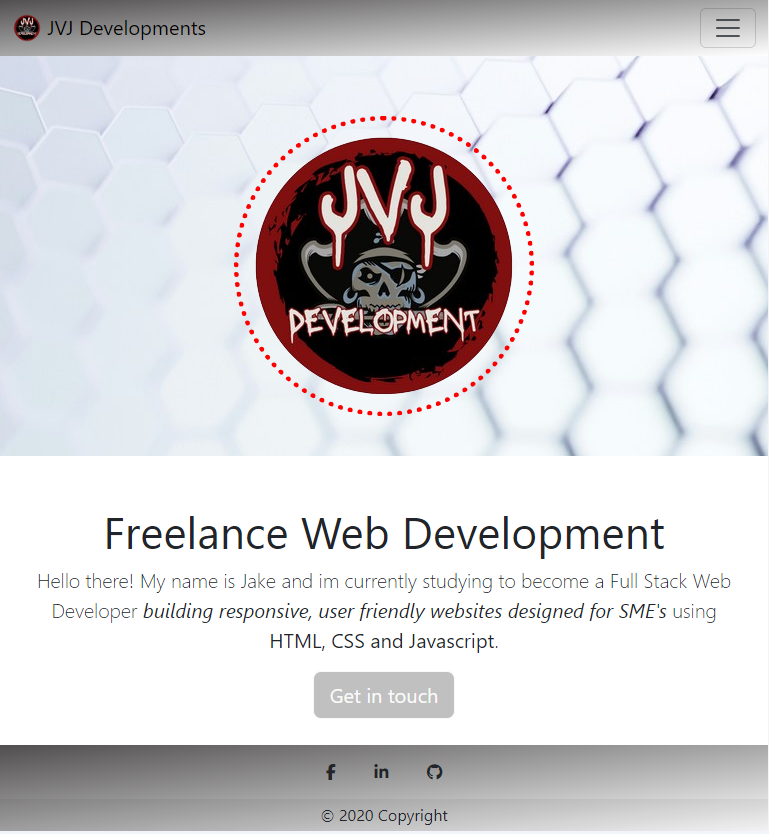 JVJ Developments
JVJ
DEVELOPMENT
Freelance Web Development
Hello there! My name is Jake and im currently studying to become a Full Stack Web
Developer building responsive, user friendly websites designed for SME's using
HTML, CSS and Javascript.
Get in touch
© 2020 Copyright